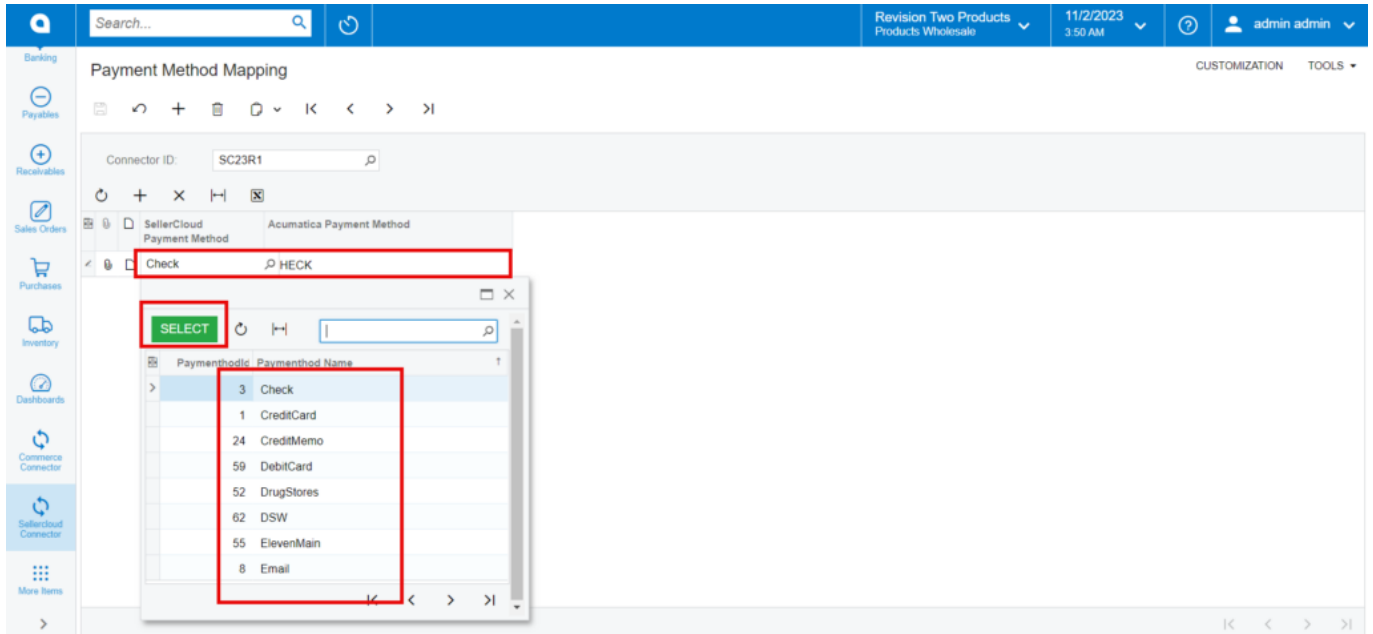 Search...
Revision Two Products
Products Wholesale
11/2/2023
3:50 AM
admin admin
Banking
Payment Method Mapping
CUSTOMIZATION
TOOLS
Payables
Connector ID:
SC23R1
Receivables
SellerCloud
Payment Method
Acumatica Payment Method
Sales Orders
Check
HECK
Purchases
SELECT
Inventory
PaymenthodId
Paymenthod Name
3 Check
Dashboards
1 CreditCard
24 CreditMemo
Commerce
Connector
59 DebitCard
52 DrugStores
62 DSW
Sellercloud
Connector
55 ElevenMain
8 Email
More Items